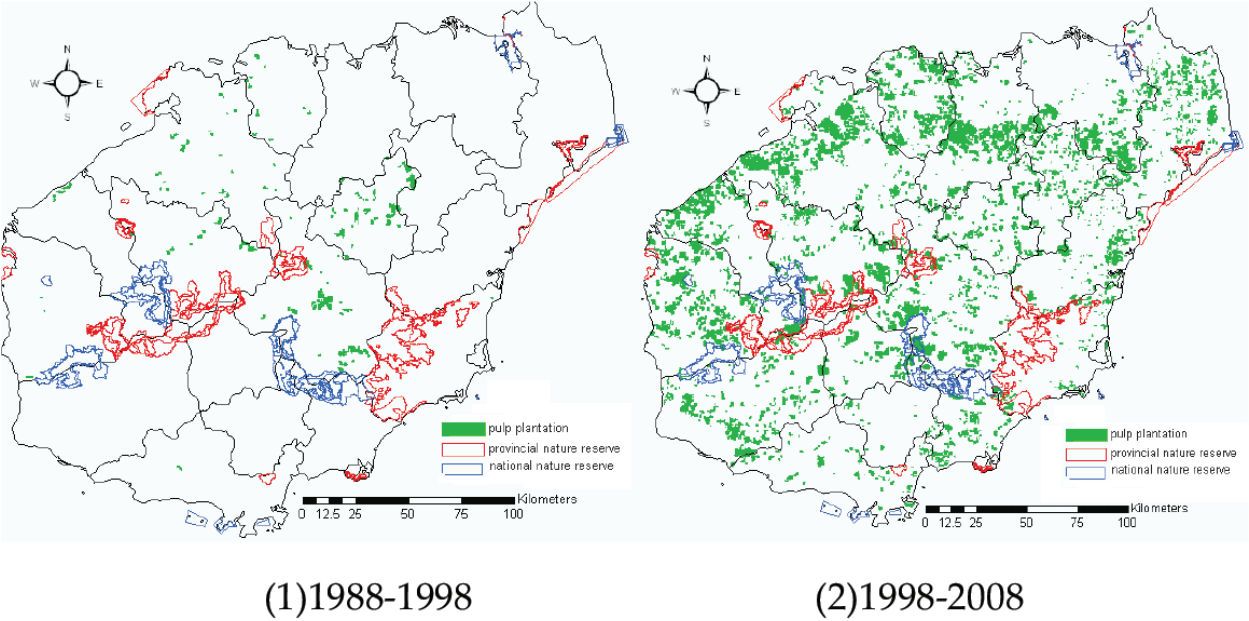 N
W E
S
pulp plantation
provincial nature reserve
national nature reserve
Kilometers
0 12.5 25 50 75 100
N
W E
S
pulp plantation
provincial nature reserve
national nature reserve
Kilometers
0 12.5 25 50 75 100
(1)1988-1998
(2)1998-2008